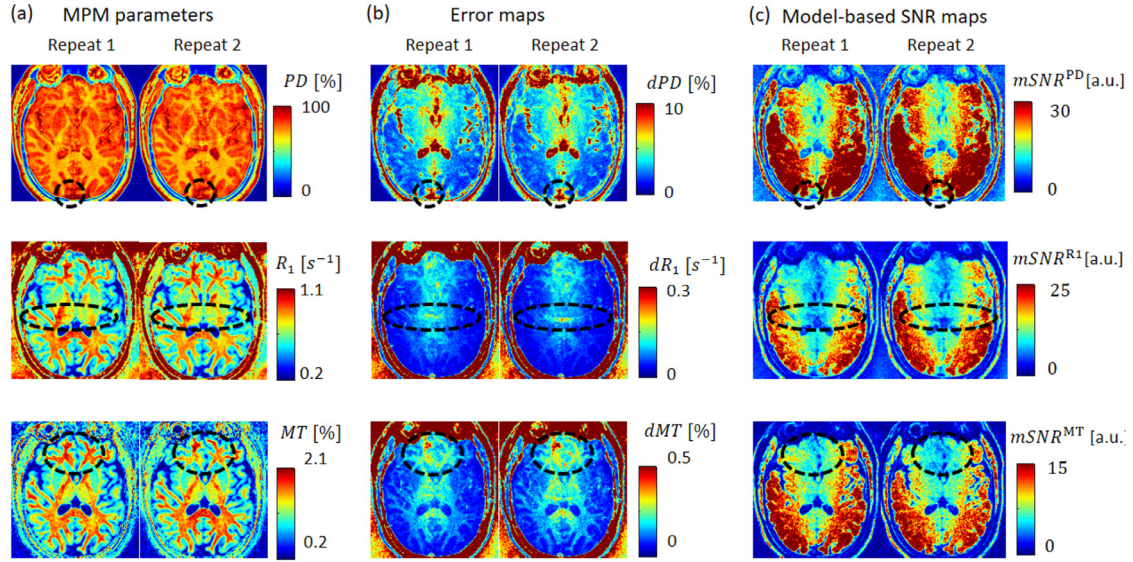 (a) MPM parameters
Repeat 1 Repeat 2
PD [%]
100
0
R₁ [s⁻¹]
1.1
0.2
MT [%]
2.1
0.2
(b) Error maps
Repeat 1 Repeat 2
dPD [%]
10
0
dR₁ [s⁻¹]
0.3
0
dMT [%]
0.5
0
(c) Model-based SNR maps
Repeat 1 Repeat 2
mSNR^PD [a.u.]
30
0
mSNR^R1 [a.u.]
25
0
mSNR^MT [a.u.]
15
0